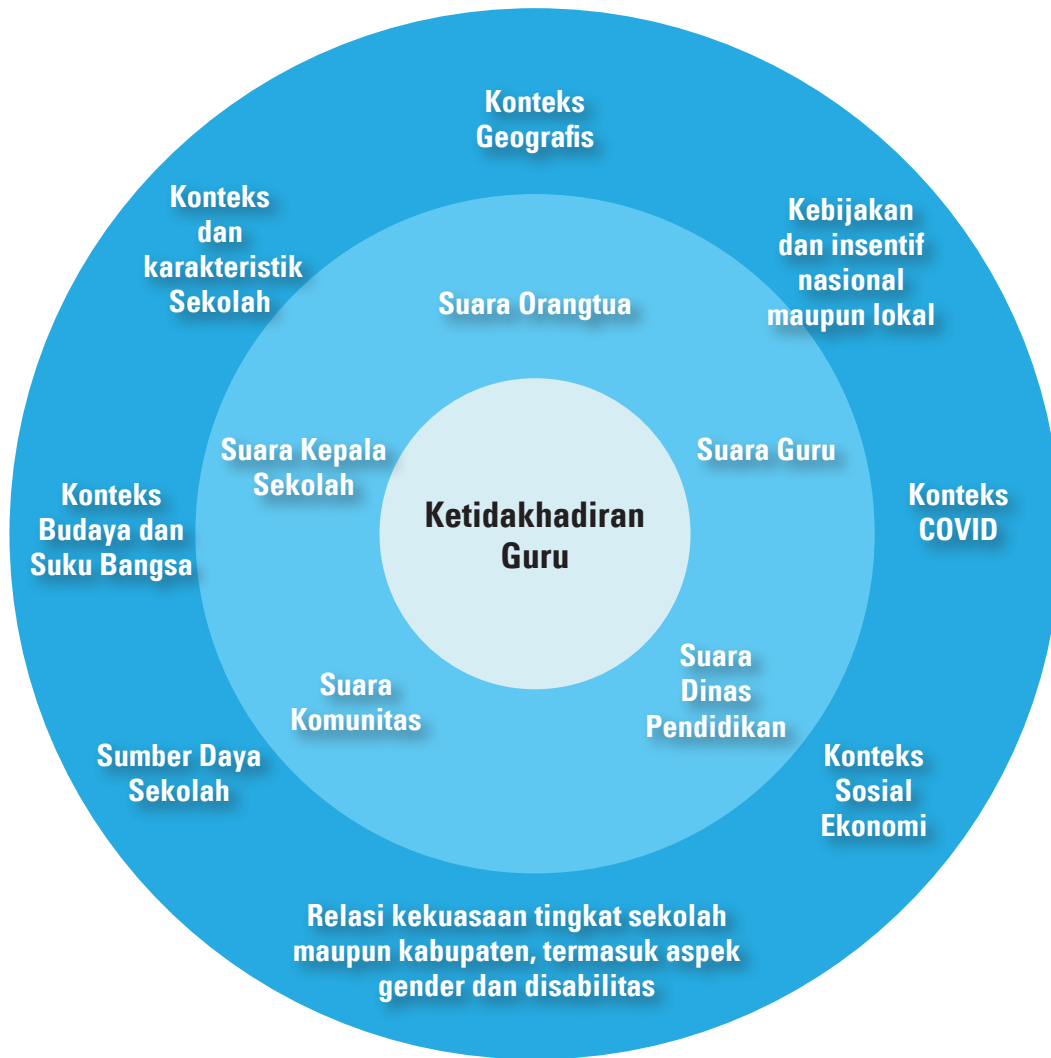 Konteks
Geografis
Konteks
dan
karakteristik
Sekolah
Kebijakan
dan insentif
nasional
maupun lokal
Suara Orangtua
Suara Kepala
Sekolah
Suara Guru
Konteks
Budaya dan
Suku Bangsa
Ketidakhadiran
Guru
Konteks
COVID
Suara
Komunitas
Suara
Dinas
Pendidikan
Sumber Daya
Sekolah
Konteks
Sosial
Ekonomi
Relasi kekuasaan tingkat sekolah
maupun kabupaten, termasuk aspek
gender dan disabilitas